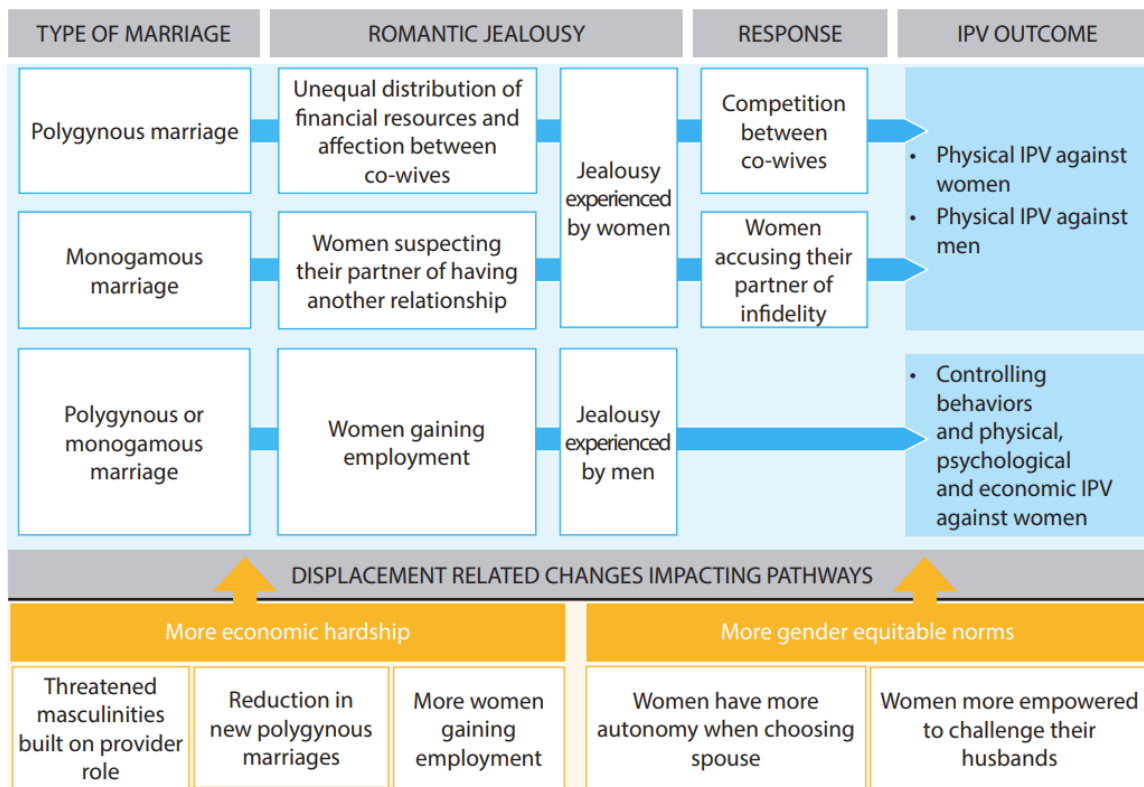 TYPE OF MARRIAGE
ROMANTIC JEALOUSY
RESPONSE
IPV OUTCOME
Polygynous marriage
Unequal distribution of
financial resources and
affection between
co-wives
Jealousy
experienced
by women
Competition
between
co-wives
• Physical IPV against
women
• Physical IPV against
men
Monogamous
marriage
Women suspecting
their partner of having
another relationship
Women
accusing their
partner of
infidelity
Polygynous or
monogamous
marriage
Women gaining
employment
Jealousy
experienced
by men
• Controlling
behaviors
and physical,
psychological
and economic IPV
against women
DISPLACEMENT RELATED CHANGES IMPACTING PATHWAYS
More economic hardship
Threatened
masculinities
built on provider
role
Reduction in
new polygynous
marriages
More women
gaining
employment
More gender equitable norms
Women have more
autonomy when choosing
spouse
Women more empowered
to challenge their
husbands